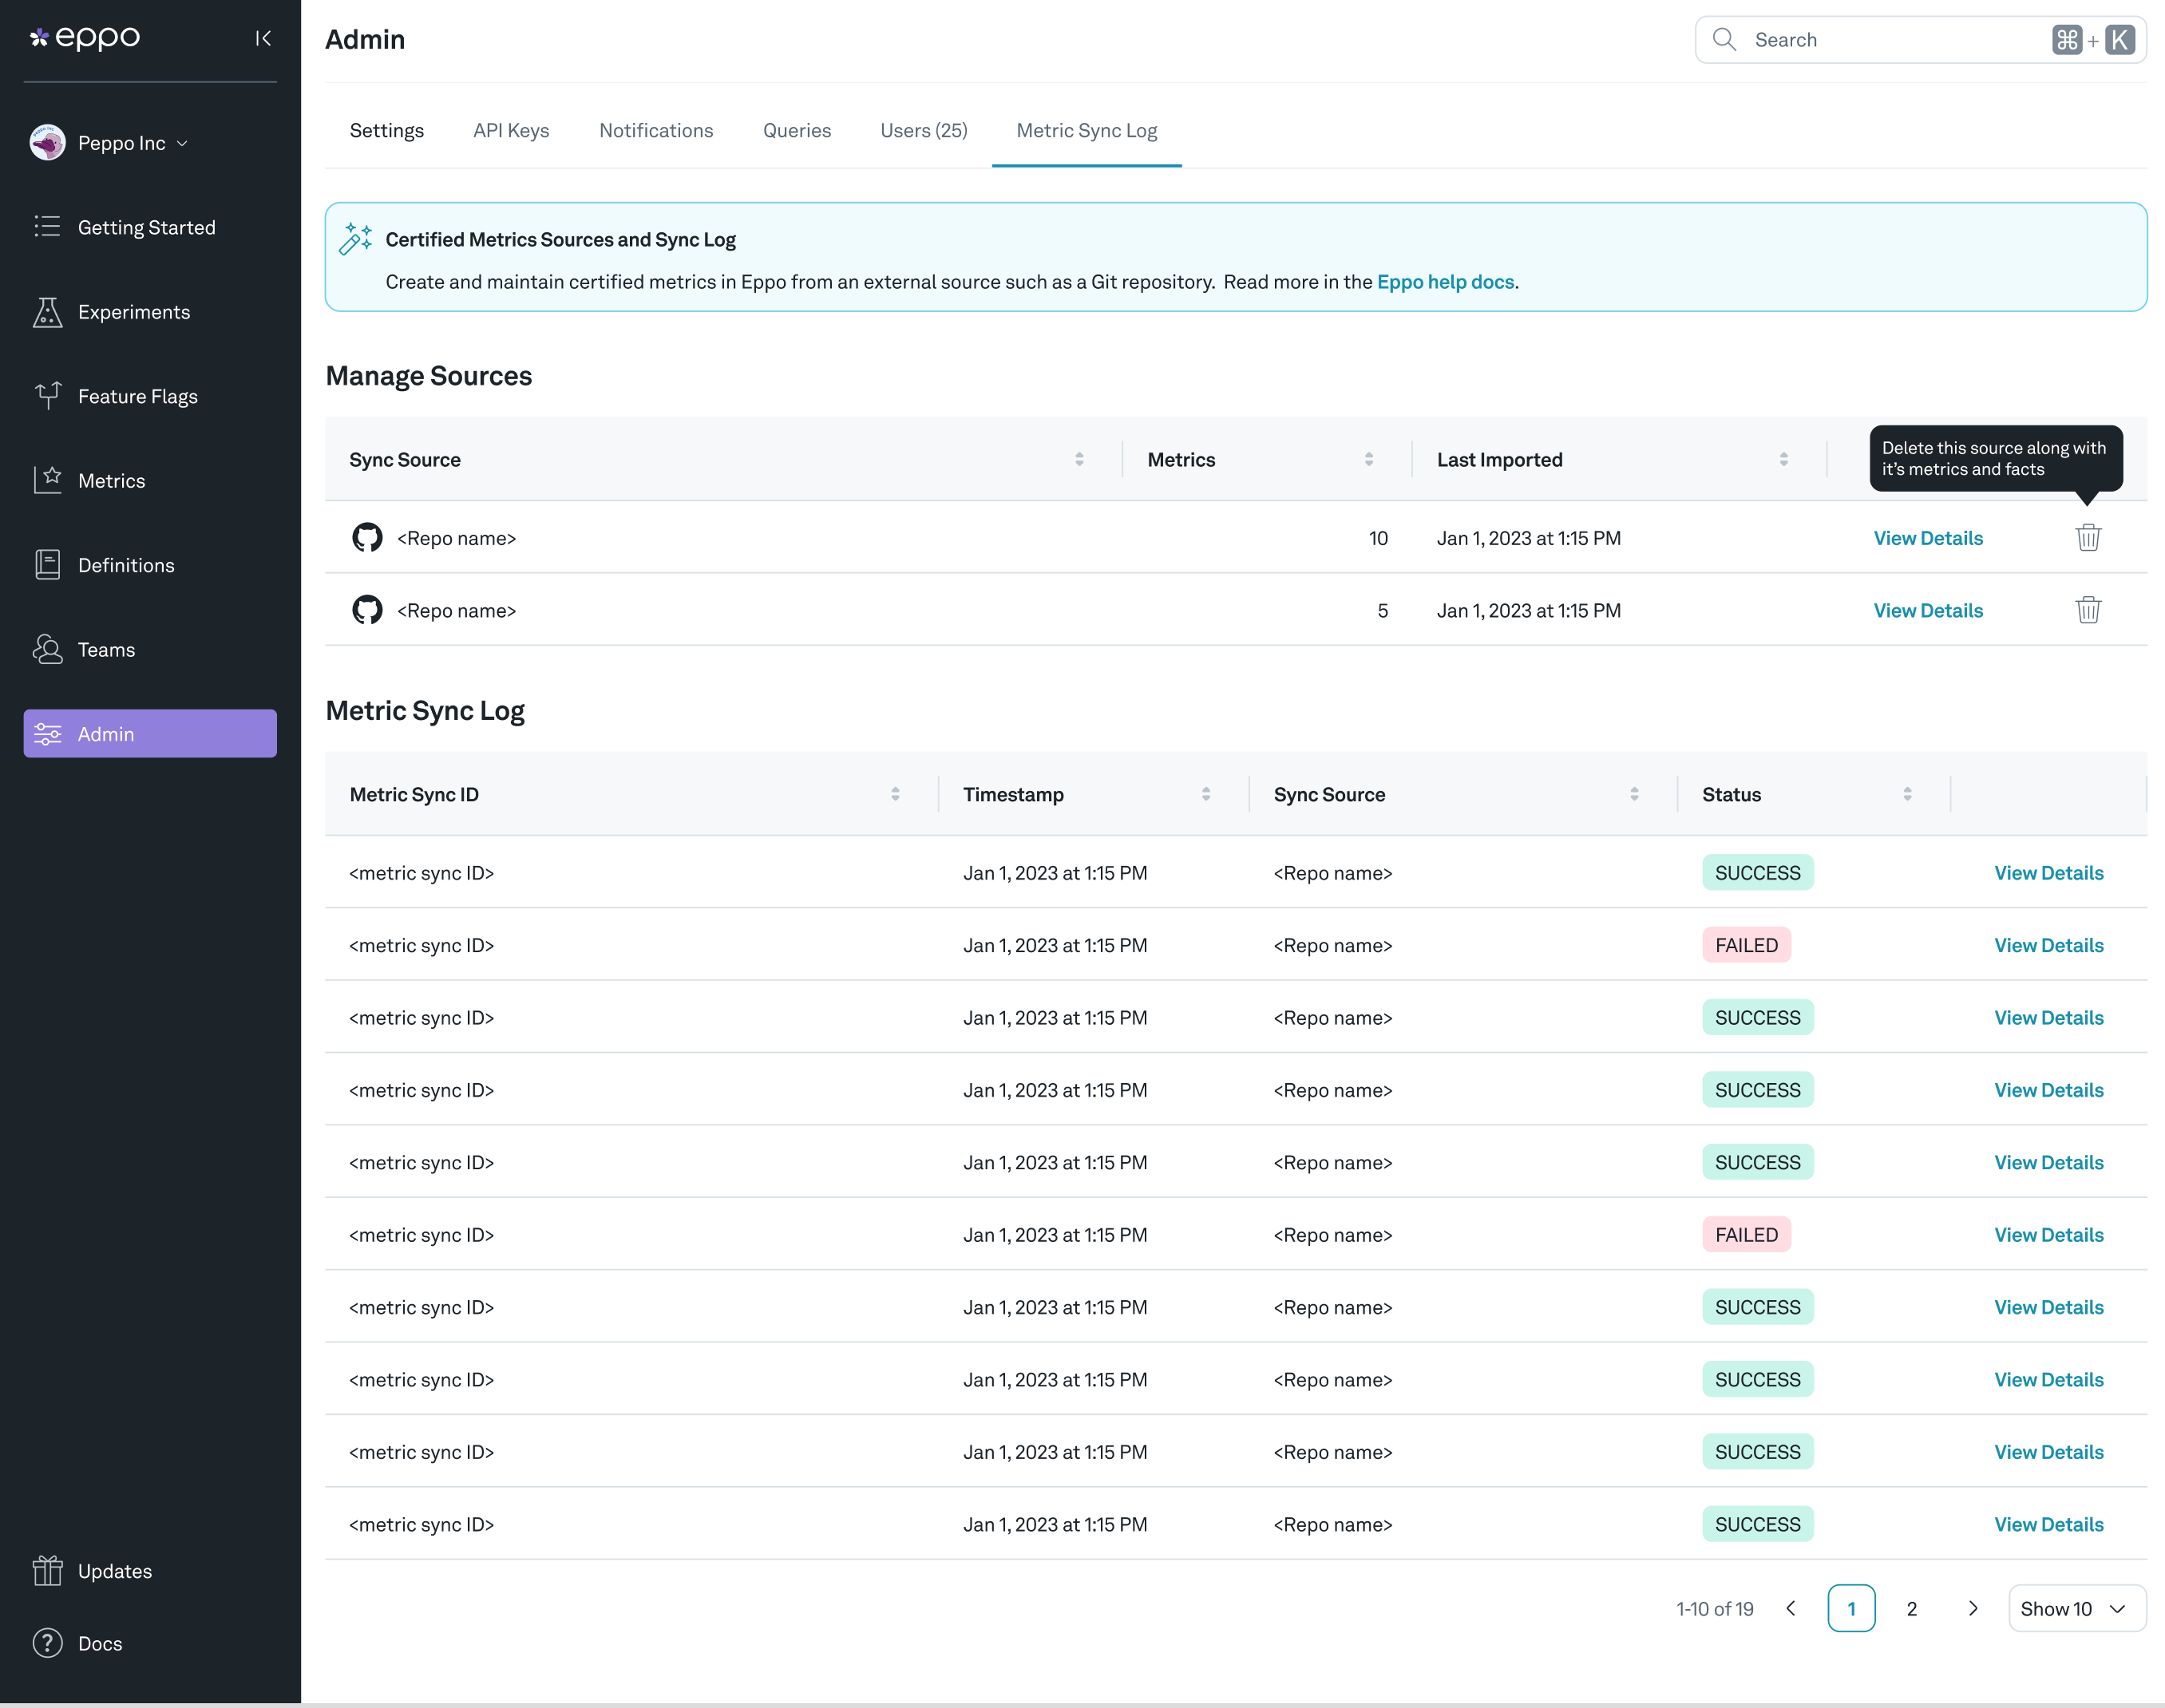 eppo
Peppo Inc
Getting Started
Experiments
Feature Flags
Metrics
Definitions
Teams
Admin
Updates
Docs
Admin
Search
⌘ + K
Settings API Keys Notifications Queries Users (25) Metric Sync Log
Certified Metrics Sources and Sync Log
Create and maintain certified metrics in Eppo from an external source such as a Git repository. Read more in the Eppo help docs.
Manage Sources
Sync Source Metrics Last Imported
Delete this source along with
it’s metrics and facts
<Repo name> 10 Jan 1, 2023 at 1:15 PM View Details
<Repo name> 5 Jan 1, 2023 at 1:15 PM View Details
Metric Sync Log
Metric Sync ID Timestamp Sync Source Status
<metric sync ID> Jan 1, 2023 at 1:15 PM <Repo name> SUCCESS View Details
<metric sync ID> Jan 1, 2023 at 1:15 PM <Repo name> FAILED View Details
<metric sync ID> Jan 1, 2023 at 1:15 PM <Repo name> SUCCESS View Details
<metric sync ID> Jan 1, 2023 at 1:15 PM <Repo name> SUCCESS View Details
<metric sync ID> Jan 1, 2023 at 1:15 PM <Repo name> SUCCESS View Details
<metric sync ID> Jan 1, 2023 at 1:15 PM <Repo name> FAILED View Details
<metric sync ID> Jan 1, 2023 at 1:15 PM <Repo name> SUCCESS View Details
<metric sync ID> Jan 1, 2023 at 1:15 PM <Repo name> SUCCESS View Details
<metric sync ID> Jan 1, 2023 at 1:15 PM <Repo name> SUCCESS View Details
<metric sync ID> Jan 1, 2023 at 1:15 PM <Repo name> SUCCESS View Details
1-10 of 19 1 2 Show 10